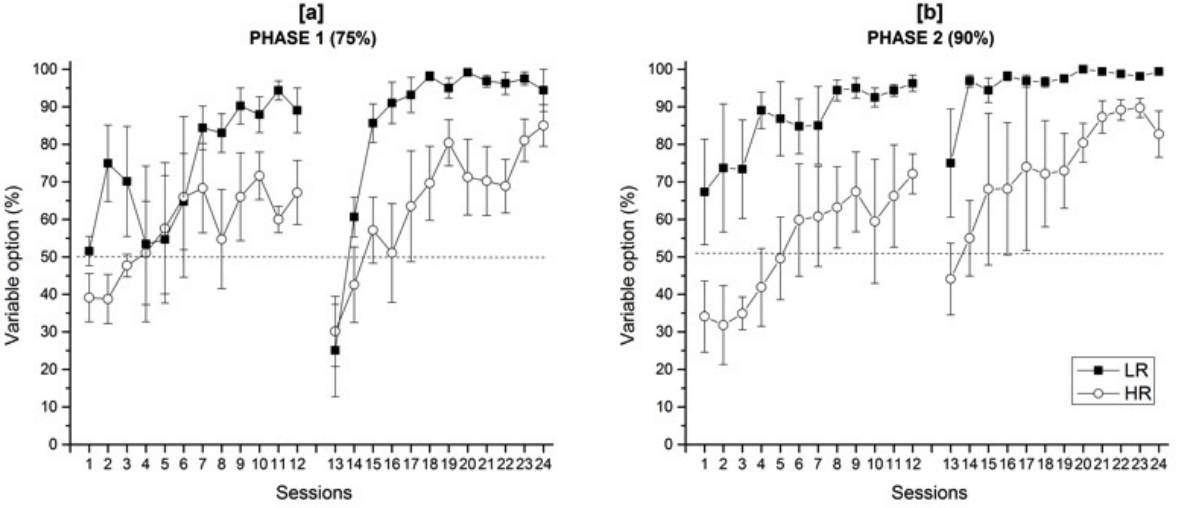 [a]
PHASE 1 (75%)
100
90
80
70
60
50
40
30
20
10
0
Variable option (%)
1 2 3 4 5 6 7 8 9 10 11 12 13 14 15 16 17 18 19 20 21 22 23 24
Sessions
[b]
PHASE 2 (90%)
100
90
80
70
60
50
40
30
20
10
0
Variable option (%)
LR
HR
1 2 3 4 5 6 7 8 9 10 11 12 13 14 15 16 17 18 19 20 21 22 23 24
Sessions